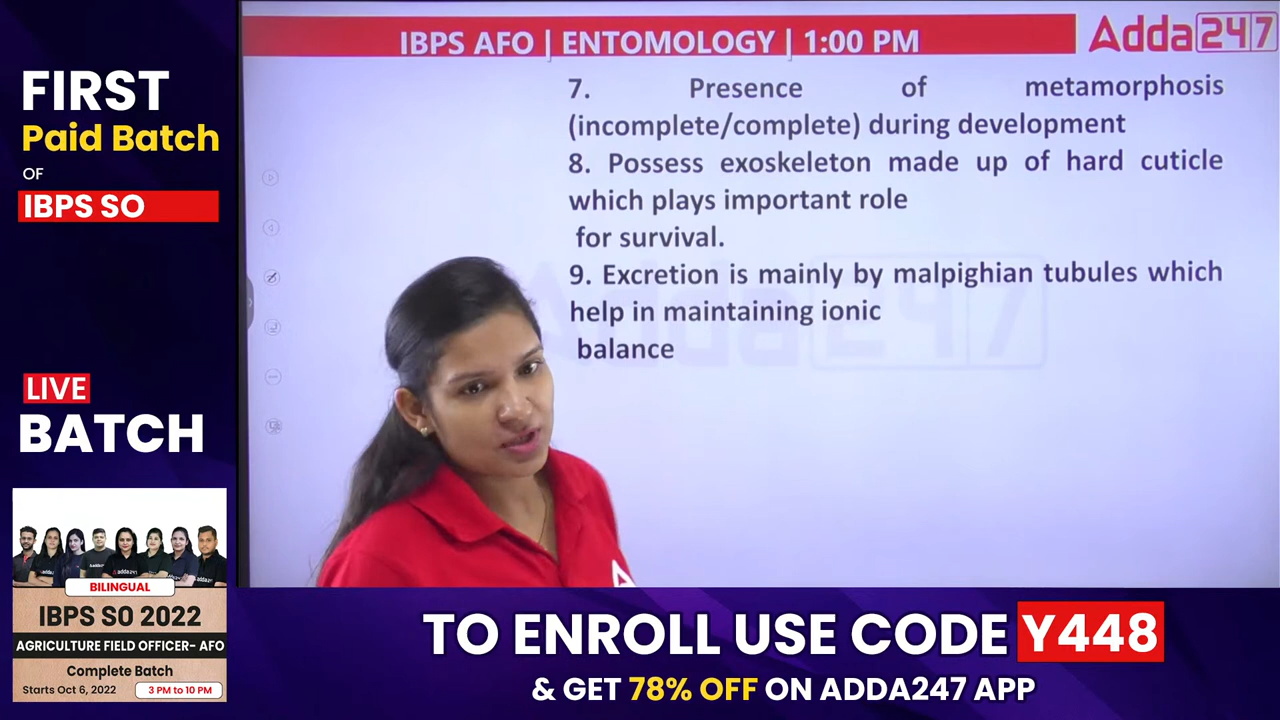 FIRST
Paid Batch
OF
IBPS SO
LIVE
BATCH
adda247
BILINGUAL
IBPS SO 2022
AGRICULTURE FIELD OFFICER- AFO
Complete Batch
Starts Oct 6, 2022 3 PM to 10 PM
IBPS AFO | ENTOMOLOGY | 1:00 PM
Adda247
7. Presence of metamorphosis
(incomplete/complete) during development
8. Possess exoskeleton made up of hard cuticle
which plays important role
for survival.
9. Excretion is mainly by malpighian tubules which
help in maintaining ionic
balance
Adda247
TO ENROLL USE CODE Y448
& GET 78% OFF ON ADDA247 APP